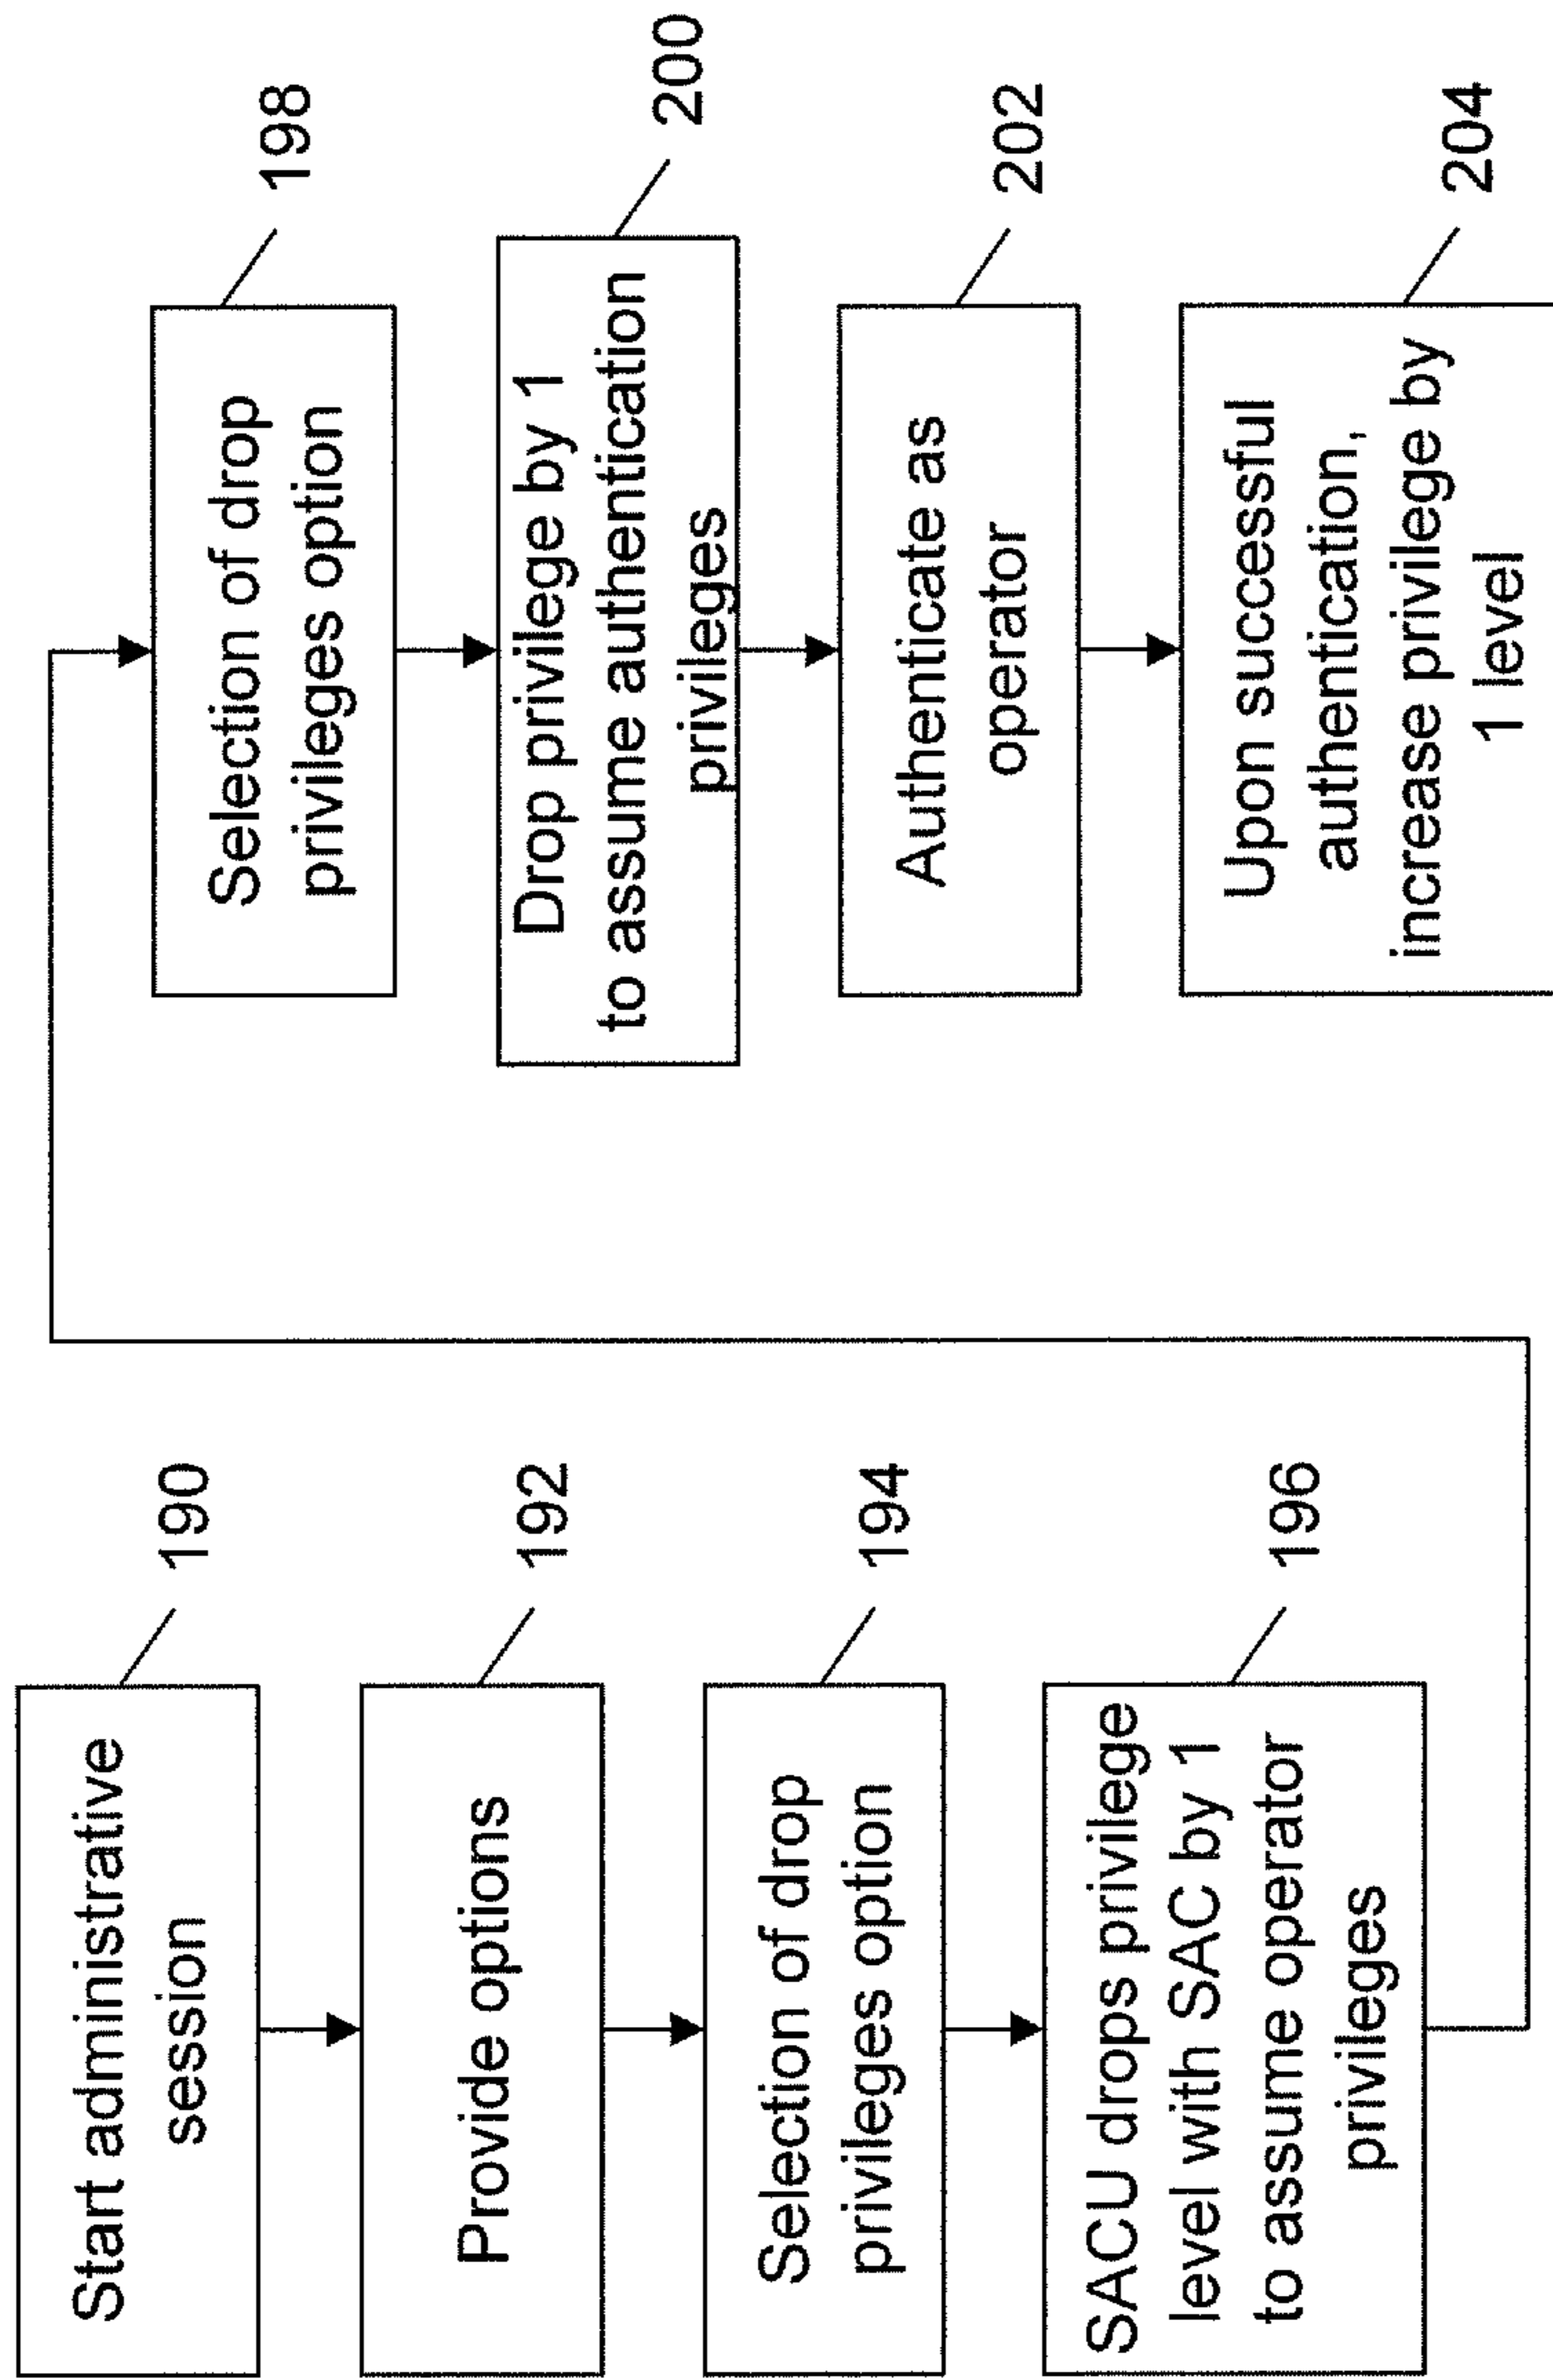 Start administrative
session
190
Provide options
192
Selection of drop
privileges option
194
SACU drops privilege
level with SAC by 1
to assume operator
privileges
196
Selection of drop
privileges option
198
Drop privilege by 1
to assume authentication
privileges
200
Authenticate as
operator
202
Upon successful
authentication,
increase privilege by
1 level
204